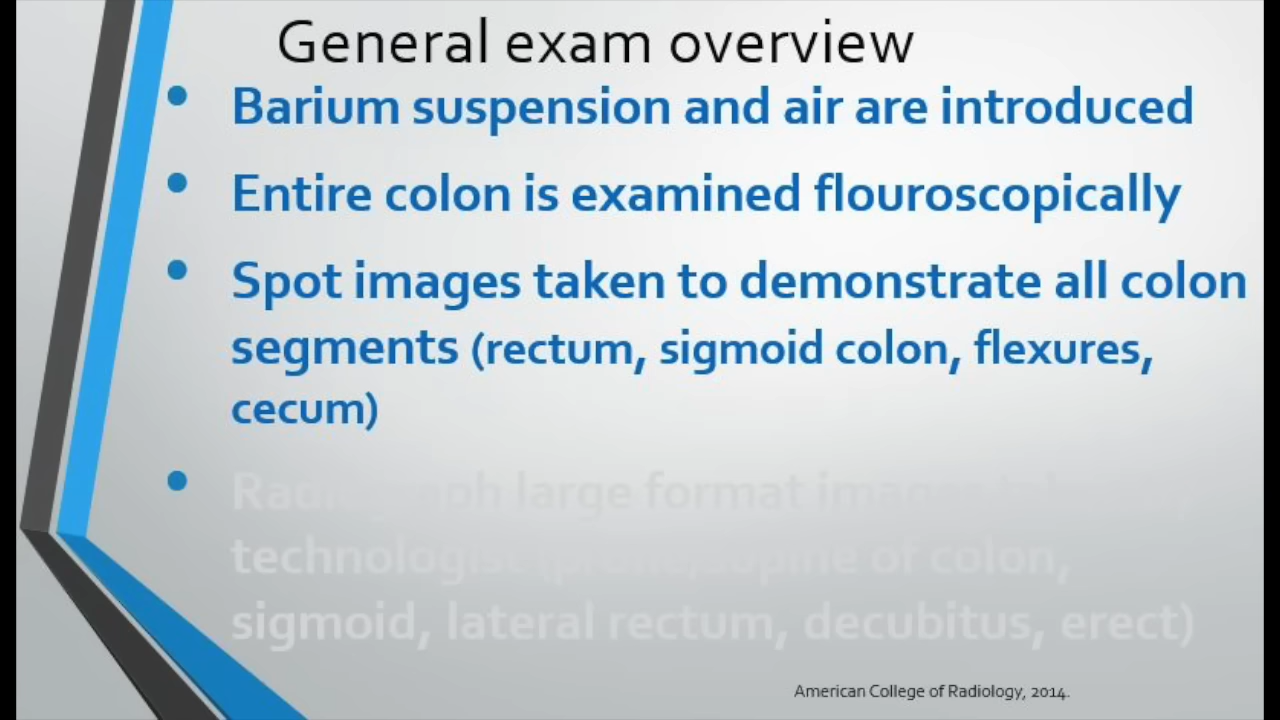 General exam overview
• Barium suspension and air are introduced
• Entire colon is examined flouroscopically
• Spot images taken to demonstrate all colon
segments (rectum, sigmoid colon, flexures,
cecum)
• Radiograph large format images
technologist (prone,supine of colon,
sigmoid, lateral rectum, decubitus, erect)
American College of Radiology, 2014.